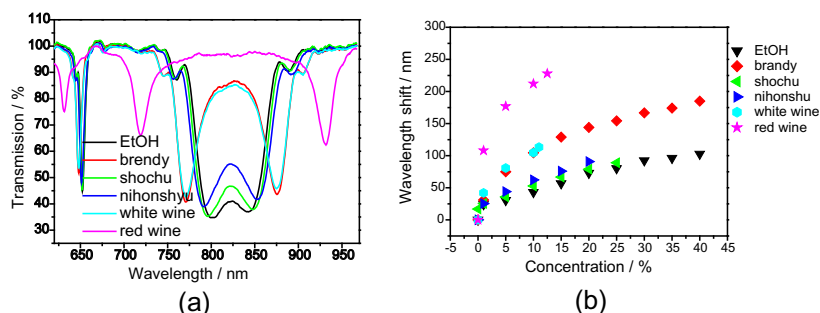 110
100
90
80
70
60
50
40
30
Transmission / %
EtOH
brendy
shochu
nihonshyu
white wine
red wine
650 700 750 800 850 900 950
Wavelength / nm
(a)
300
250
200
150
100
50
0
Wavelength shift / nm
-5 0 5 10 15 20 25 30 35 40 45
Concentration / %
EtOH
brandy
shochu
nihonshu
white wine
red wine
(b)